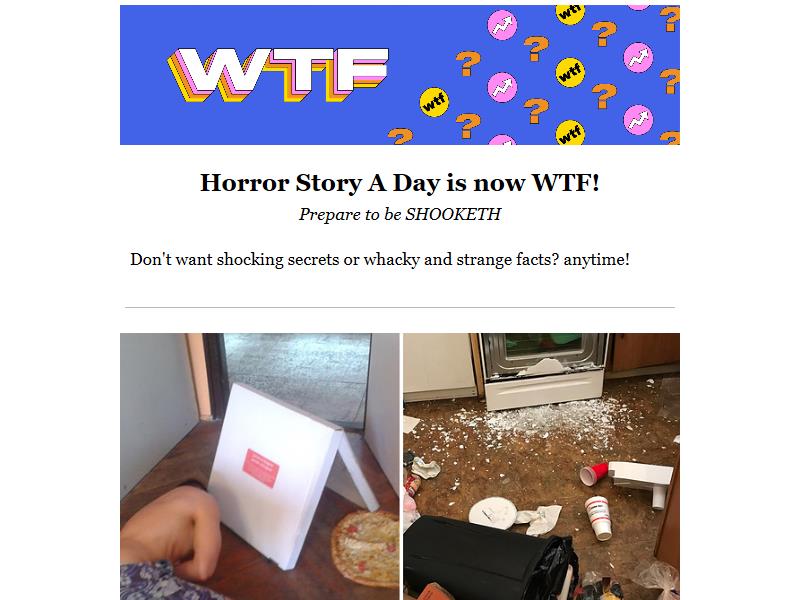 WTF
wtf
wtf
wtf
wtf
Horror Story A Day is now WTF!
Prepare to be SHOOKETH
Don't want shocking secrets or whacky and strange facts? anytime!